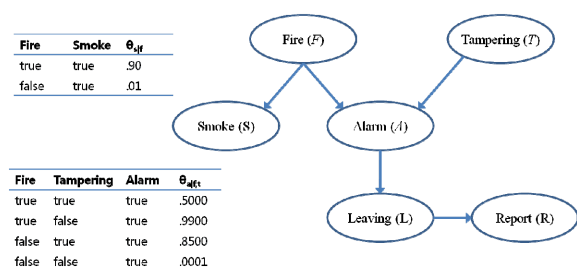 Fire Smoke θs|f
true true .90
false true .01
Fire (F)
Tampering (T)
Smoke (S)
Alarm (A)
Fire Tampering Alarm θa|f,t
true true true .5000
true false true .9900
false true true .8500
false false true .0001
Leaving (L)
Report (R)